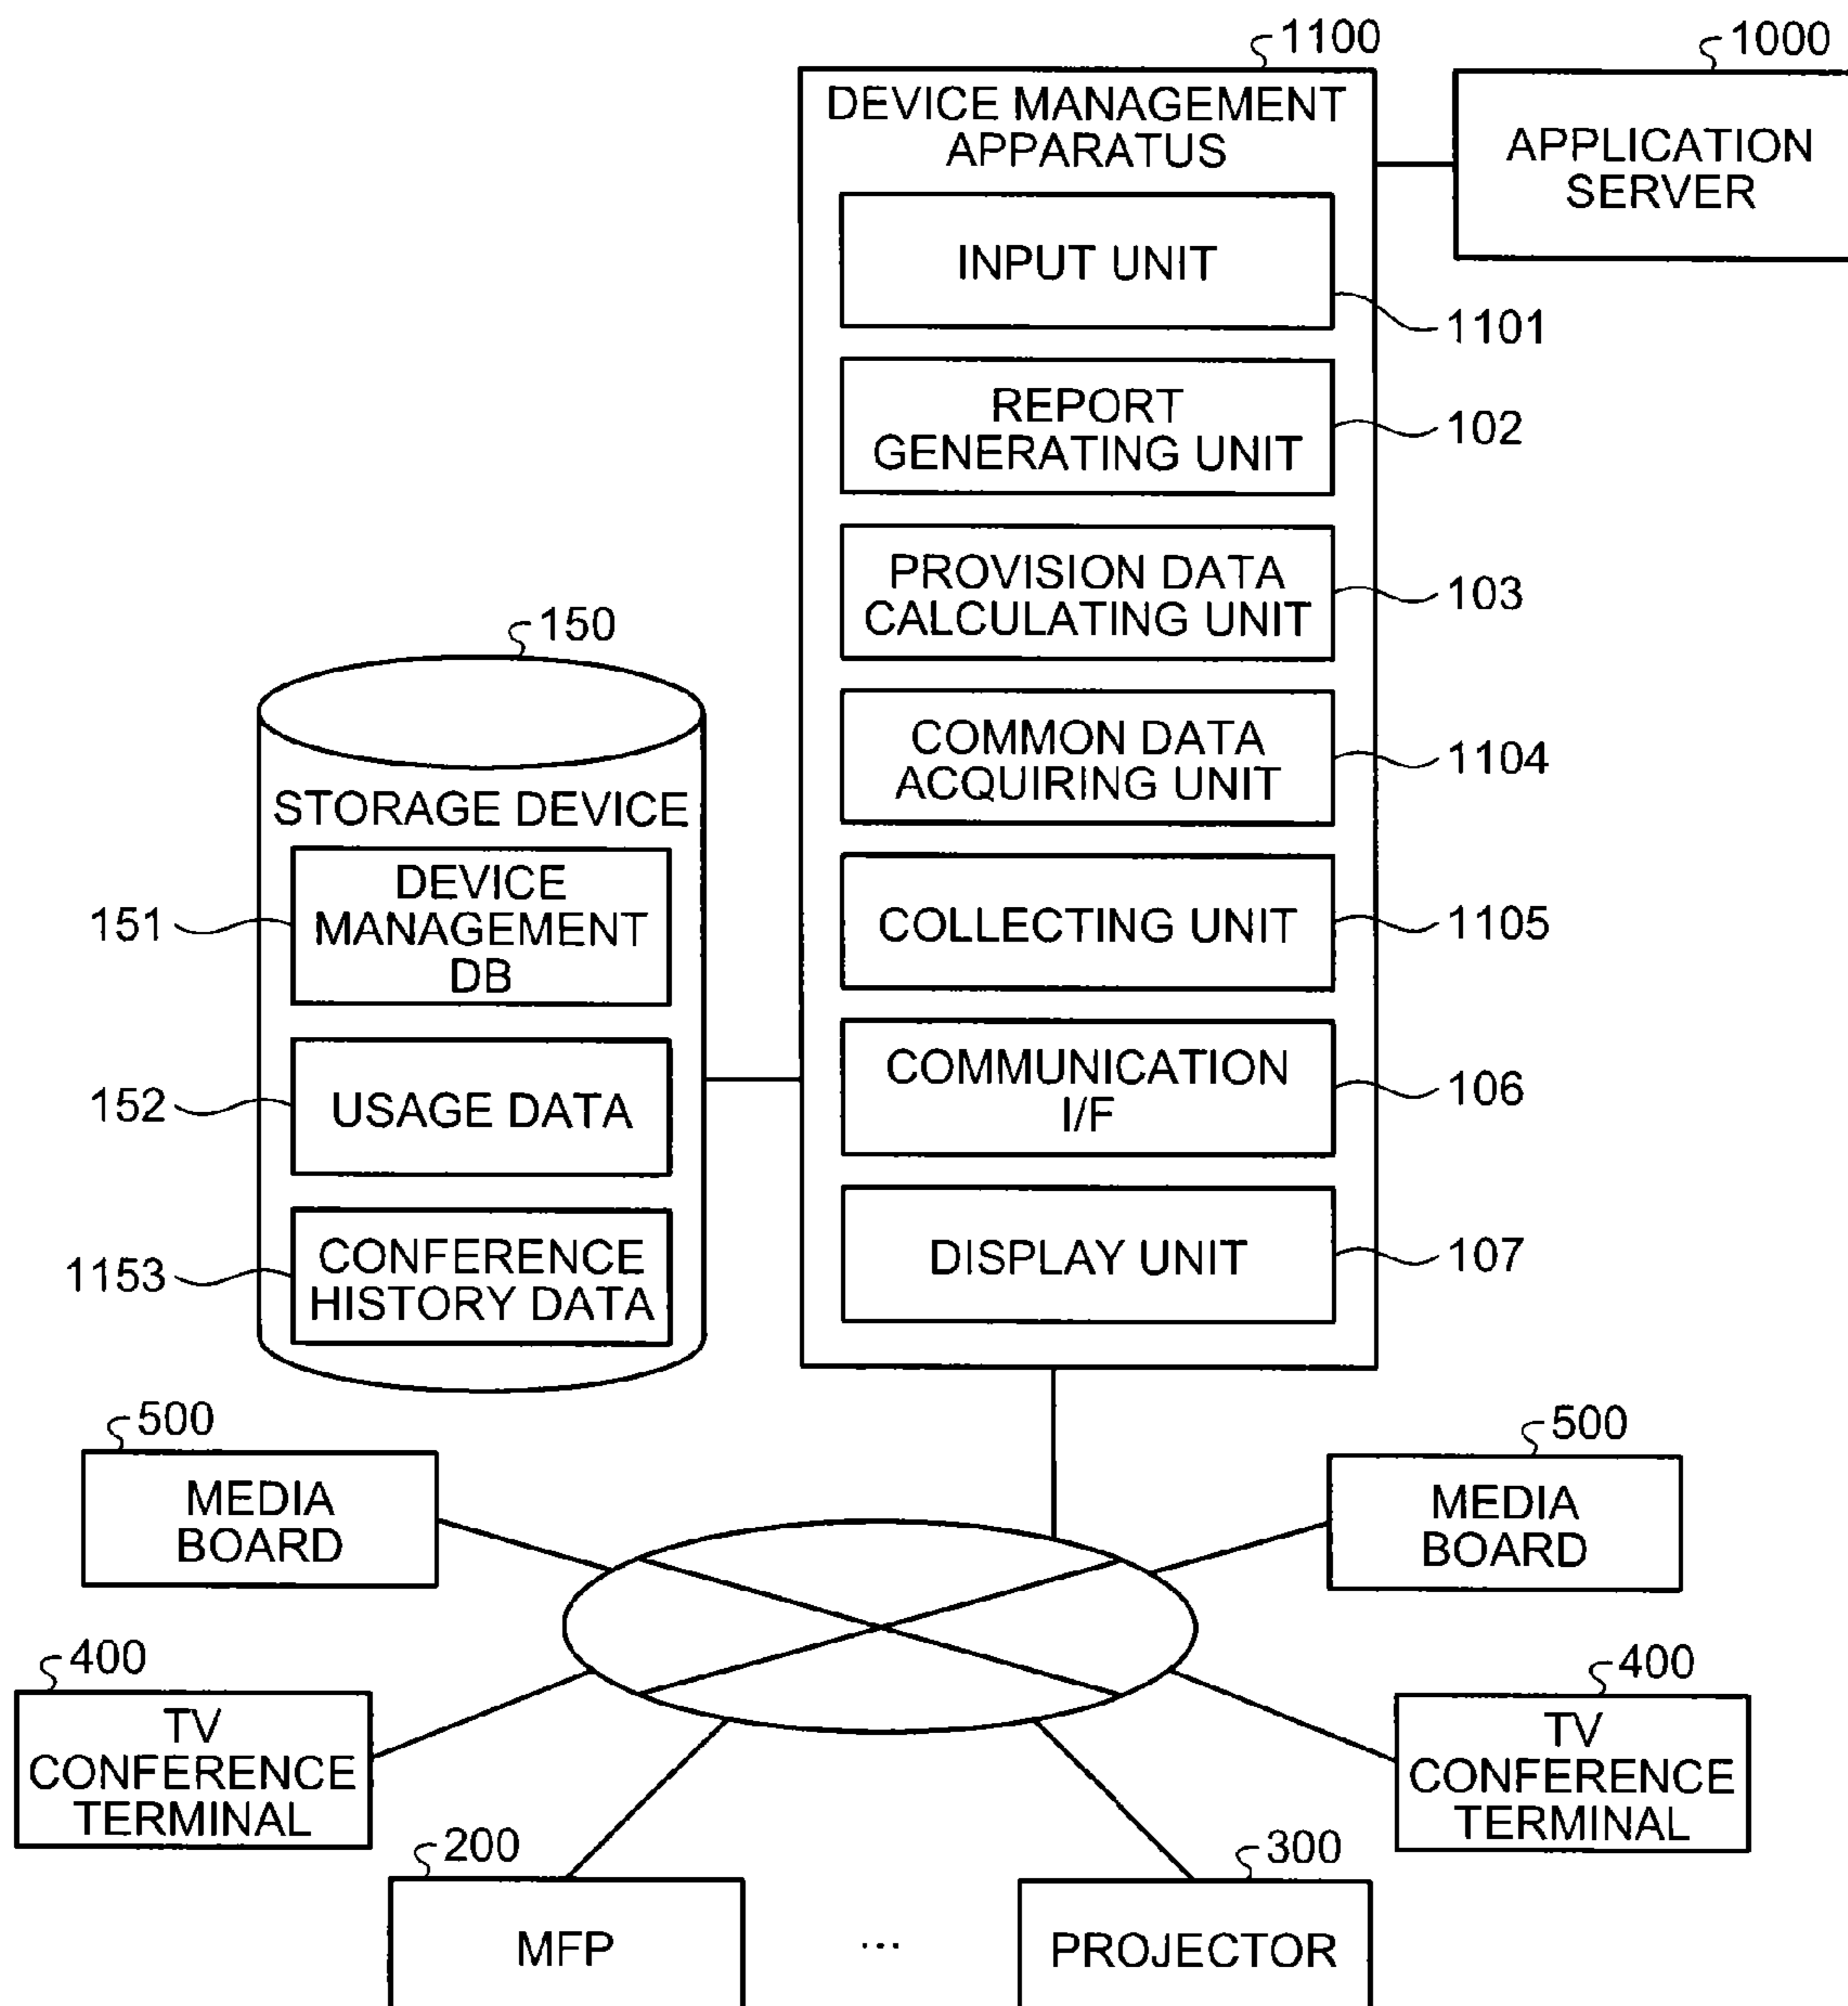 1100
1000
DEVICE MANAGEMENT
APPARATUS
APPLICATION
SERVER
INPUT UNIT
1101
REPORT
GENERATING UNIT
102
PROVISION DATA
CALCULATING UNIT
103
150
COMMON DATA
ACQUIRING UNIT
1104
STORAGE DEVICE
DEVICE
MANAGEMENT
DB
151
COLLECTING UNIT
1105
USAGE DATA
152
COMMUNICATION
I/F
106
CONFERENCE
HISTORY DATA
1153
DISPLAY UNIT
107
500
MEDIA
BOARD
500
MEDIA
BOARD
400
TV
CONFERENCE
TERMINAL
400
TV
CONFERENCE
TERMINAL
200
MFP
...
300
PROJECTOR